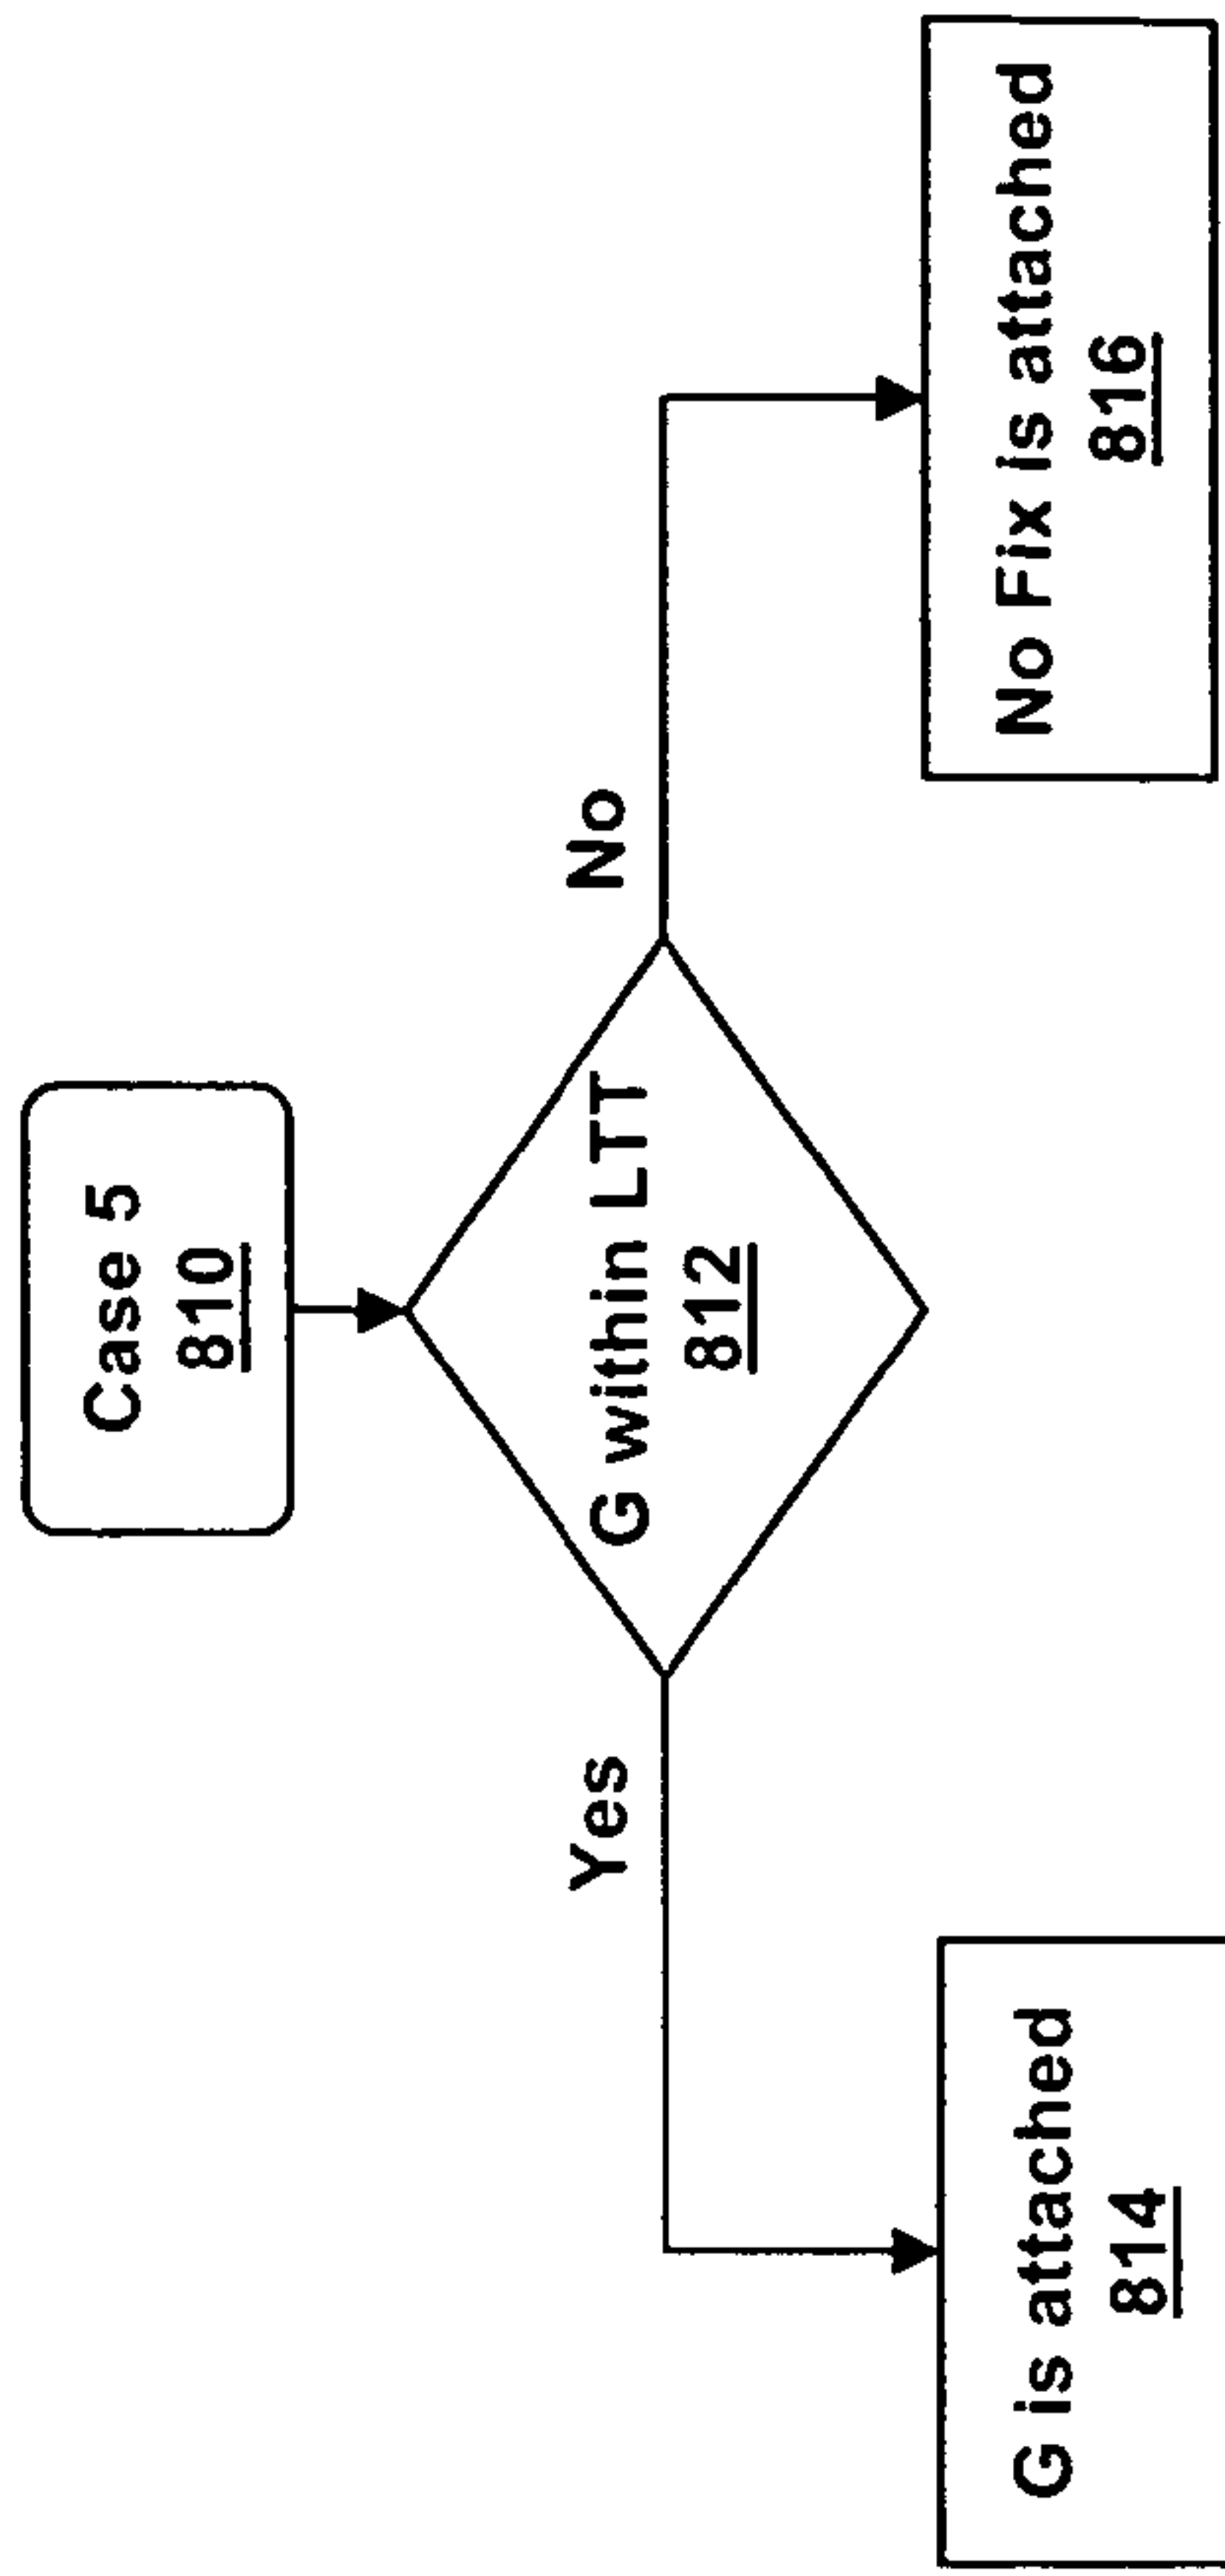 Case 5
810
G within LTT
812
Yes
No
G is attached
814
No Fix is attached
816